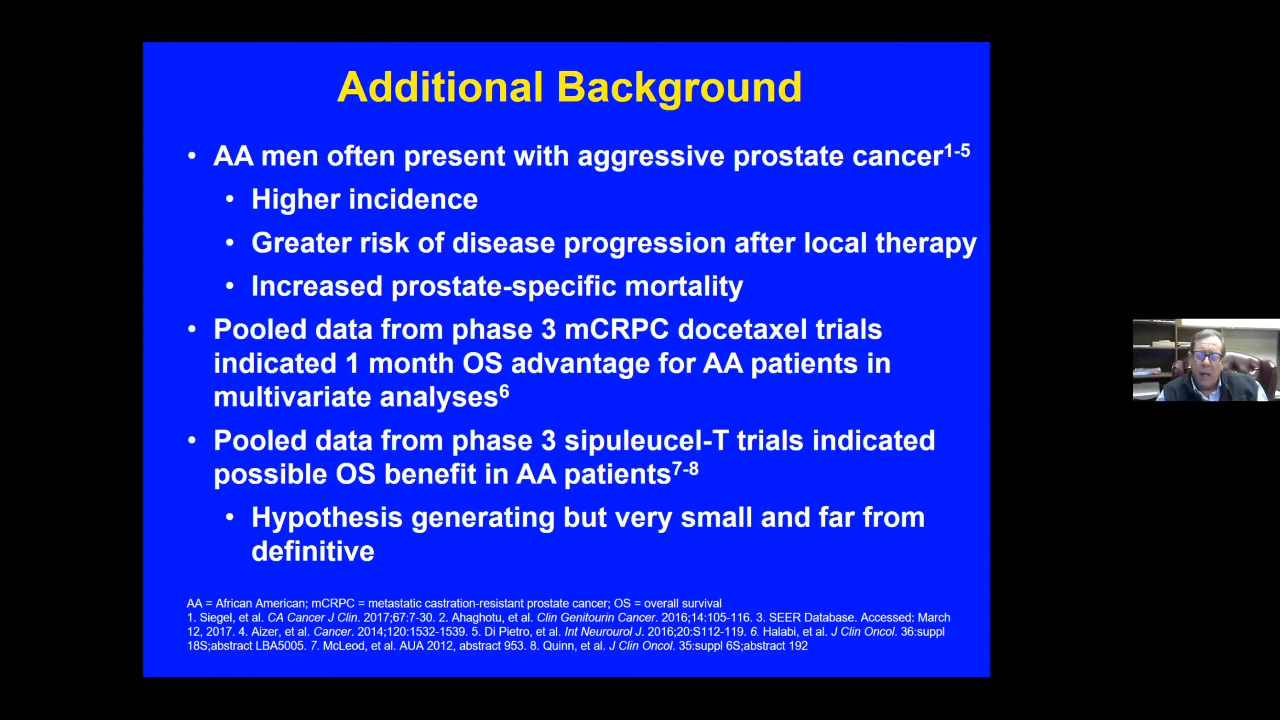 Additional Background
• AA men often present with aggressive prostate cancer1-5
• Higher incidence
• Greater risk of disease progression after local therapy
• Increased prostate-specific mortality
• Pooled data from phase 3 mCRPC docetaxel trials
indicated 1 month OS advantage for AA patients in
multivariate analyses6
• Pooled data from phase 3 sipuleucel-T trials indicated
possible OS benefit in AA patients7-8
• Hypothesis generating but very small and far from
definitive
AA = African American; mCRPC = metastatic castration-resistant prostate cancer; OS = overall survival
1. Siegel, et al. CA Cancer J Clin. 2017;67:7-30. 2. Ahaghotu, et al. Clin Genitourin Cancer. 2016;14:105-116. 3. SEER Database. Accessed: March
12, 2017. 4. Aizer, et al. Cancer. 2014;120:1532-1539. 5. Di Pietro, et al. Int Neurourol J. 2016;20:S112-119. 6. Halabi, et al. J Clin Oncol. 36:suppl
18S;abstract LBA5005. 7. McLeod, et al. AUA 2012, abstract 953. 8. Quinn, et al. J Clin Oncol. 35:suppl 6S;abstract 192